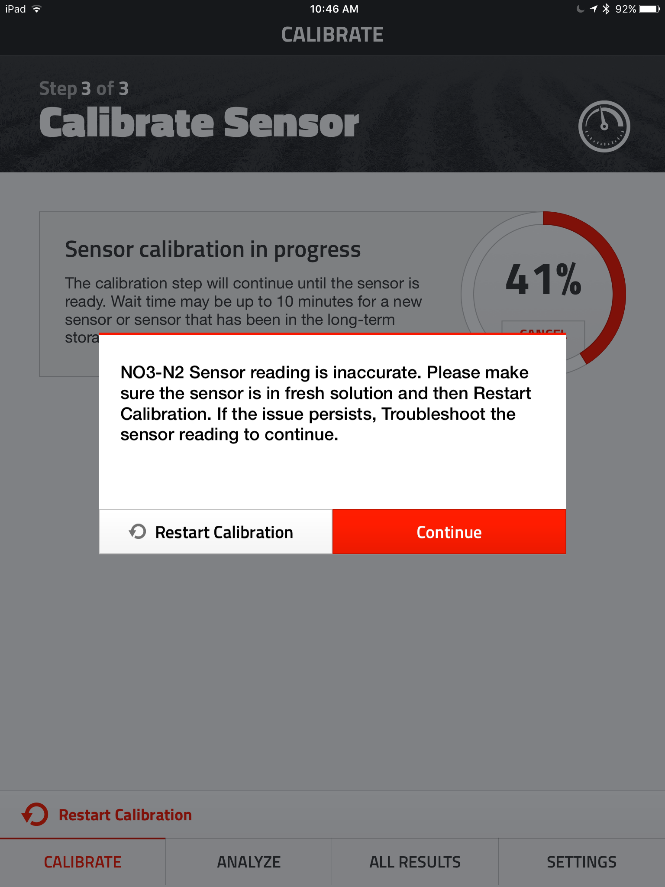 iPad
10:46 AM
92%
CALIBRATE
Step 3 of 3
Calibrate Sensor
Sensor calibration in progress
The calibration step will continue until the sensor is
ready. Wait time may be up to 10 minutes for a new
sensor or sensor that has been in the long-term
stora
41%
CANCEL
NO3-N2 Sensor reading is inaccurate. Please make
sure the sensor is in fresh solution and then Restart
Calibration. If the issue persists, Troubleshoot the
sensor reading to continue.
Restart Calibration
Continue
Restart Calibration
CALIBRATE
ANALYZE
ALL RESULTS
SETTINGS